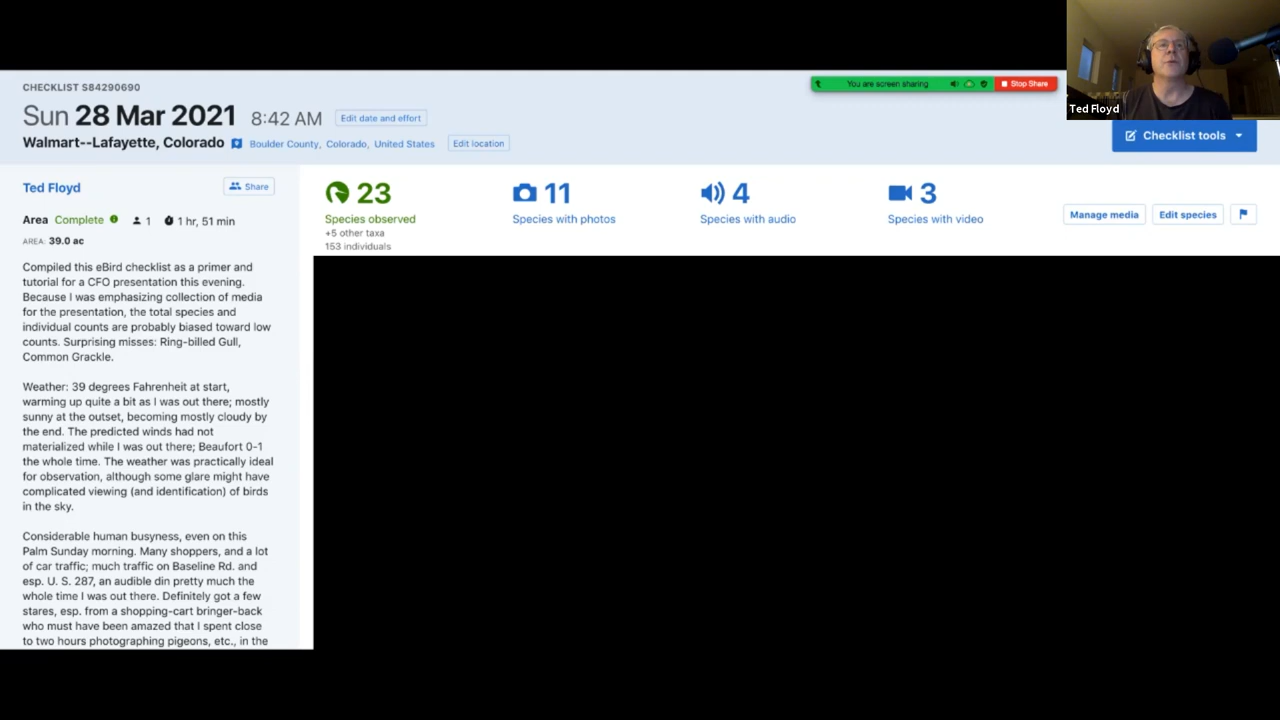 CHECKLIST S84290690
Sun 28 Mar 2021 8:42 AM Edit date and effort
Walmart--Lafayette, Colorado Boulder County, Colorado, United States Edit location
You are screen sharing Stop Share
Ted Floyd
Checklist tools
Ted Floyd Share
Area Complete 1 1 hr, 51 min
AREA: 39.0 ac
23
Species observed
+5 other taxa
153 individuals
11
Species with photos
4
Species with audio
3
Species with video
Manage media Edit species
Compiled this eBird checklist as a primer and
tutorial for a CFO presentation this evening.
Because I was emphasizing collection of media
for the presentation, the total species and
individual counts are probably biased toward low
counts. Surprising misses: Ring-billed Gull,
Common Grackle.
Weather: 39 degrees Fahrenheit at start,
warming up quite a bit as I was out there; mostly
sunny at the outset, becoming mostly cloudy by
the end. The predicted winds had not
materialized while I was out there; Beaufort 0-1
the whole time. The weather was practically ideal
for observation, although some glare might have
complicated viewing (and identification) of birds
in the sky.
Considerable human busyness, even on this
Palm Sunday morning. Many shoppers, and a lot
of car traffic; much traffic on Baseline Rd. and
esp. U. S. 287, an audible din pretty much the
whole time I was out there. Definitely got a few
stares, esp. from a shopping-cart bringer-back
who must have been amazed that I spent close
to two hours photographing pigeons, etc., in the